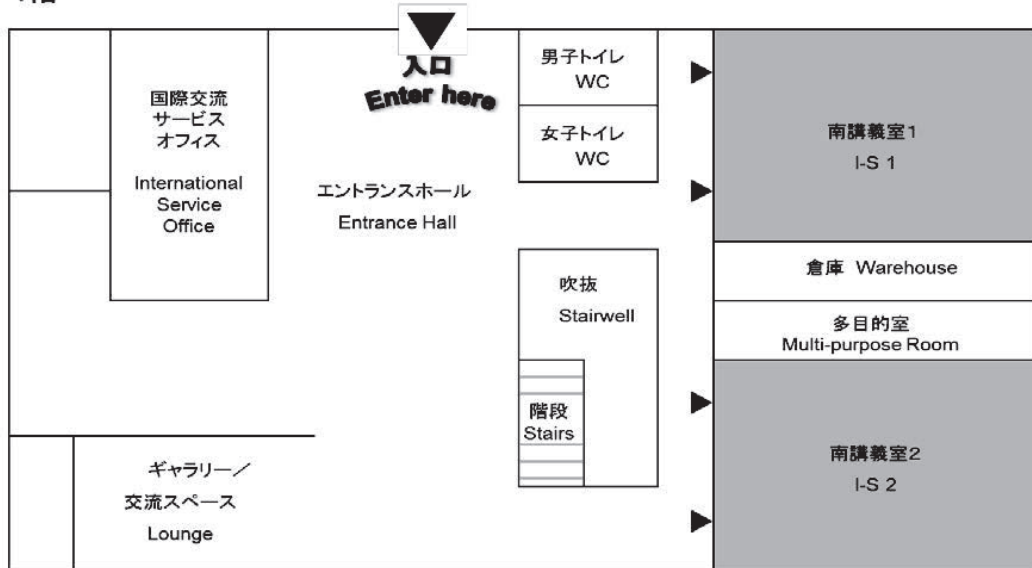 入口
Enter here
国際交流
サービス
オフィス
International
Service
Office
エントランスホール
Entrance Hall
男子トイレ
WC
女子トイレ
WC
吹抜
Stairwell
階段
Stairs
南講義室1
I-S 1
倉庫 Warehouse
多目的室
Multi-purpose Room
南講義室2
I-S 2
ギャラリー／
交流スペース
Lounge